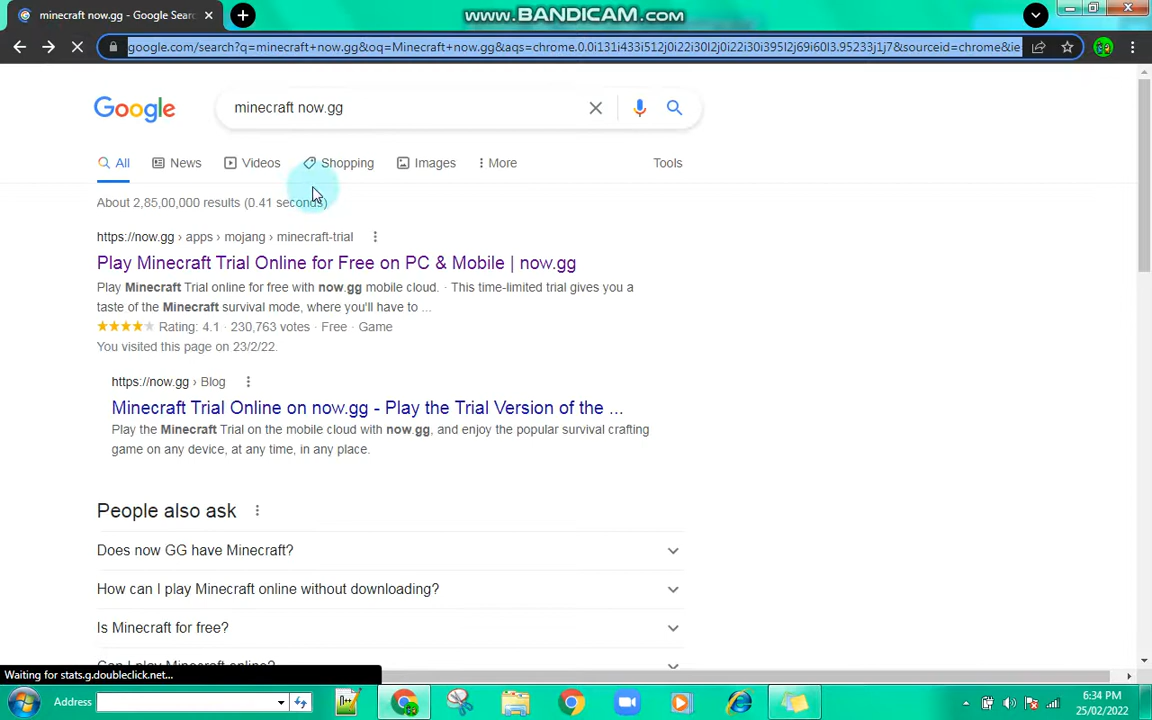 minecraft now.gg - Google Sear
www.BANDICAM.com
google.com/search?q=minecraft+now.gg&oq=Minecraft+now.gg&aqs=chrome.0.0i131i433i512j0i22i30l2j0i22i30i395l2j69i60l3.95233j1j7&sourceid=chrome&ie
Google
minecraft now.gg
All News Videos Shopping Images More Tools
About 2,85,00,000 results (0.41 seconds)
https://now.gg › apps › mojang › minecraft-trial
Play Minecraft Trial Online for Free on PC & Mobile | now.gg
Play Minecraft Trial online for free with now.gg mobile cloud. · This time-limited trial gives you a
taste of the Minecraft survival mode, where you'll have to ...
Rating: 4.1 · 230,763 votes · Free · Game
You visited this page on 23/2/22.
https://now.gg › Blog
Minecraft Trial Online on now.gg - Play the Trial Version of the ...
Play the Minecraft Trial on the mobile cloud with now.gg, and enjoy the popular survival crafting
game on any device, at any time, in any place.
People also ask
Does now GG have Minecraft?
How can I play Minecraft online without downloading?
Is Minecraft for free?
Can I play Minecraft online?
Waiting for stats.g.doubleclick.net...
Address
6:34 PM
25/02/2022